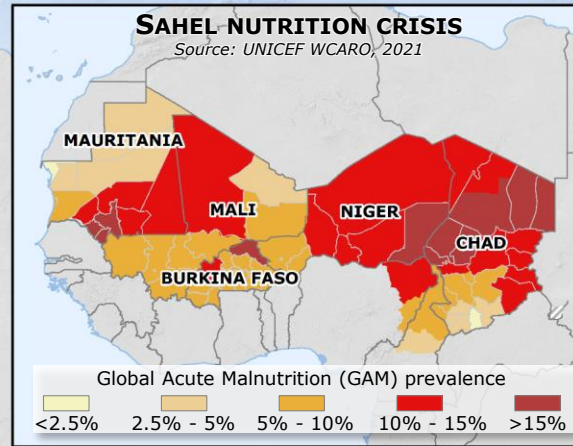 SAHEL NUTRITION CRISIS
Source: UNICEF WCARO, 2021
MAURITANIA
MALI
NIGER
CHAD
BURKINA FASO
Global Acute Malnutrition (GAM) prevalence
<2.5% 2.5% - 5% 5% - 10% 10% - 15% >15%